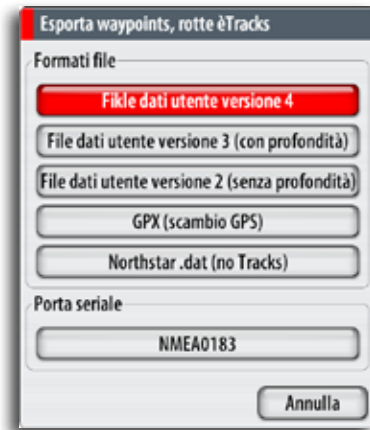 Esporta waypoints, rotte èTracks
Formati file
Fikle dati utente versione 4
File dati utente versione 3 (con profondità)
File dati utente versione 2 (senza profondità)
GPX (scambio GPS)
Northstar .dat (no Tracks)
Porta seriale
NMEA0183
Annulla